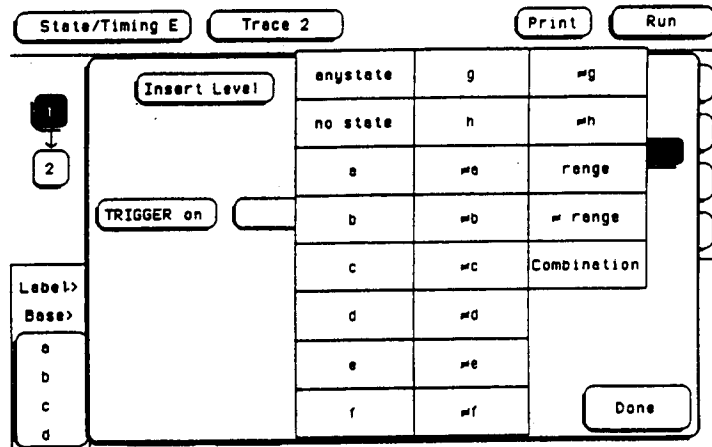 State/Timing E Trace 2 Print Run
Insert Level
1
2
TRIGGER on
anystate g ≠g
no state h ≠h
a ≠a range
b ≠b ≠ range
c ≠c Combination
d ≠d
e ≠e
f ≠f
Label>
Base>
a
b
c
d
Done